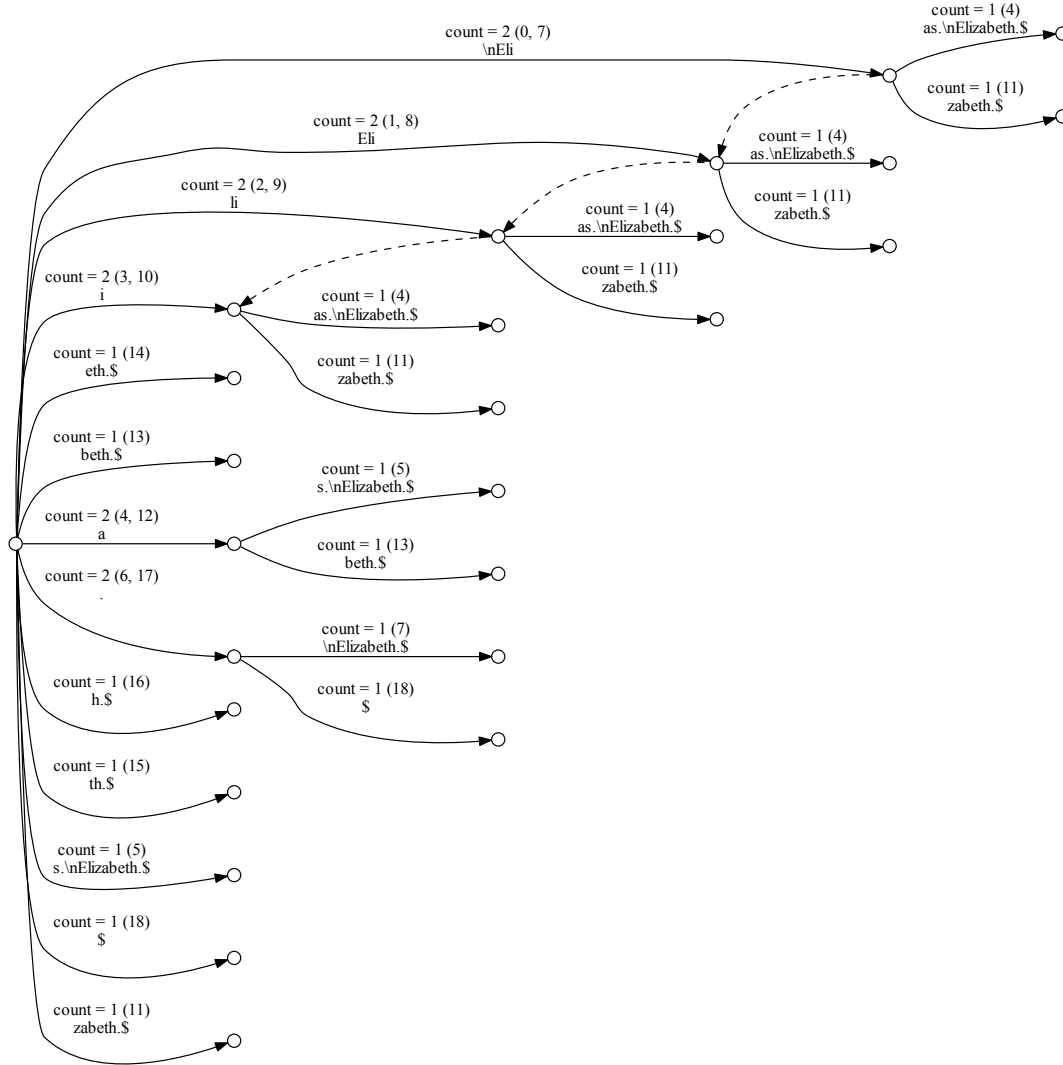 count = 1 (4)
as.\nElizabeth.$
count = 2 (0, 7)
\nEli
count = 1 (11)
zabeth.$
count = 2 (1, 8)
Eli
count = 1 (4)
as.\nElizabeth.$
count = 2 (2, 9)
li
count = 1 (11)
zabeth.$
count = 1 (4)
as.\nElizabeth.$
count = 2 (3, 10)
i
count = 1 (11)
zabeth.$
count = 1 (4)
as.\nElizabeth.$
count = 1 (14)
eth.$
count = 1 (11)
zabeth.$
count = 1 (13)
beth.$
count = 1 (5)
s.\nElizabeth.$
count = 2 (4, 12)
a
count = 1 (13)
beth.$
count = 2 (6, 17)
.
count = 1 (7)
\nElizabeth.$
count = 1 (16)
h.$
count = 1 (18)
$
count = 1 (15)
th.$
count = 1 (5)
s.\nElizabeth.$
count = 1 (18)
$
count = 1 (11)
zabeth.$